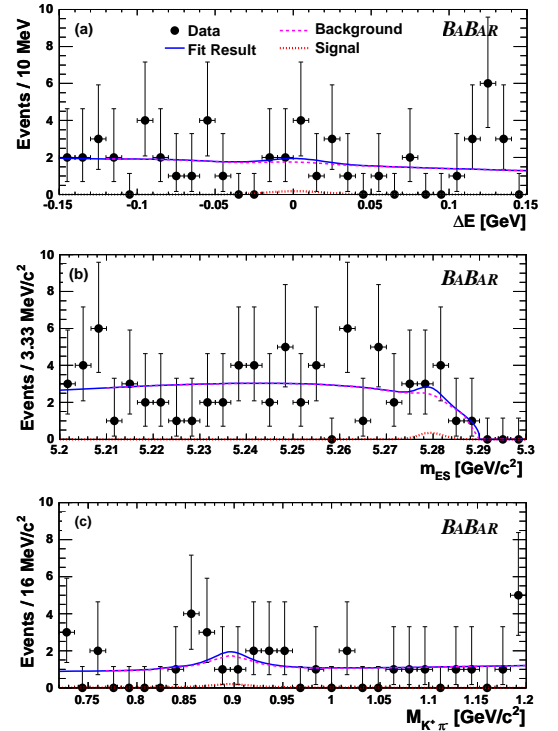 (a) Data Background BABAR
Fit Result Signal
Events / 10 MeV
10
8
6
4
2
0
-0.15 -0.1 -0.05 0 0.05 0.1 0.15
ΔE [GeV]
(b) BABAR
Events / 3.33 MeV/c²
10
8
6
4
2
0
5.2 5.21 5.22 5.23 5.24 5.25 5.26 5.27 5.28 5.29 5.3
m_ES [GeV/c²]
(c) BABAR
Events / 16 MeV/c²
10
8
6
4
2
0
0.75 0.8 0.85 0.9 0.95 1 1.05 1.1 1.15 1.2
M_K⁺π⁻ [GeV/c²]